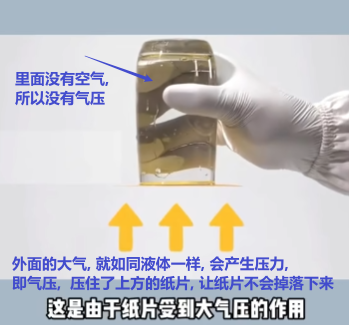 里面没有空气,
所以没有气压
外面的大气, 就如同液体一样, 会产生压力,
即气压, 压住了上方的纸片, 让纸片不会掉落下来
这是由于纸片受到大气压的作用